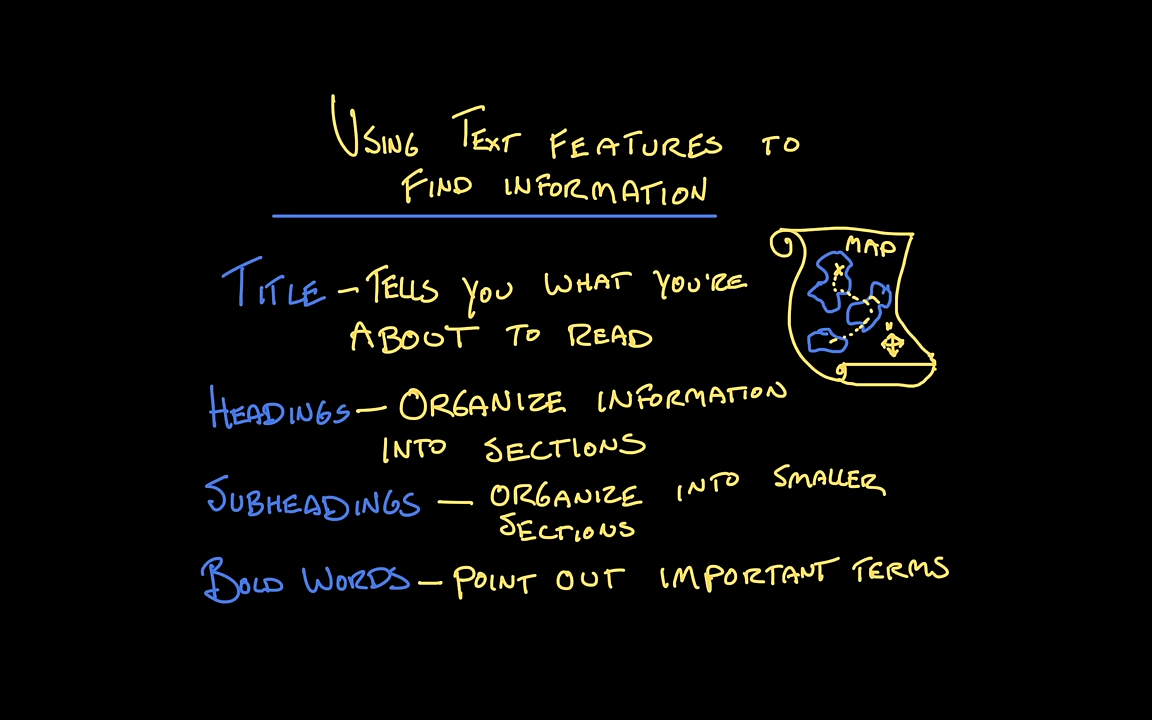 USING TEXT FEATURES TO
FIND INFORMATION
TITLE - TELLS YOU WHAT YOU'RE
ABOUT TO READ
MAP
HEADINGS - ORGANIZE INFORMATION
INTO SECTIONS
SUBHEADINGS - ORGANIZE INTO SMALLER
SECTIONS
BOLD WORDS - POINT OUT IMPORTANT TERMS